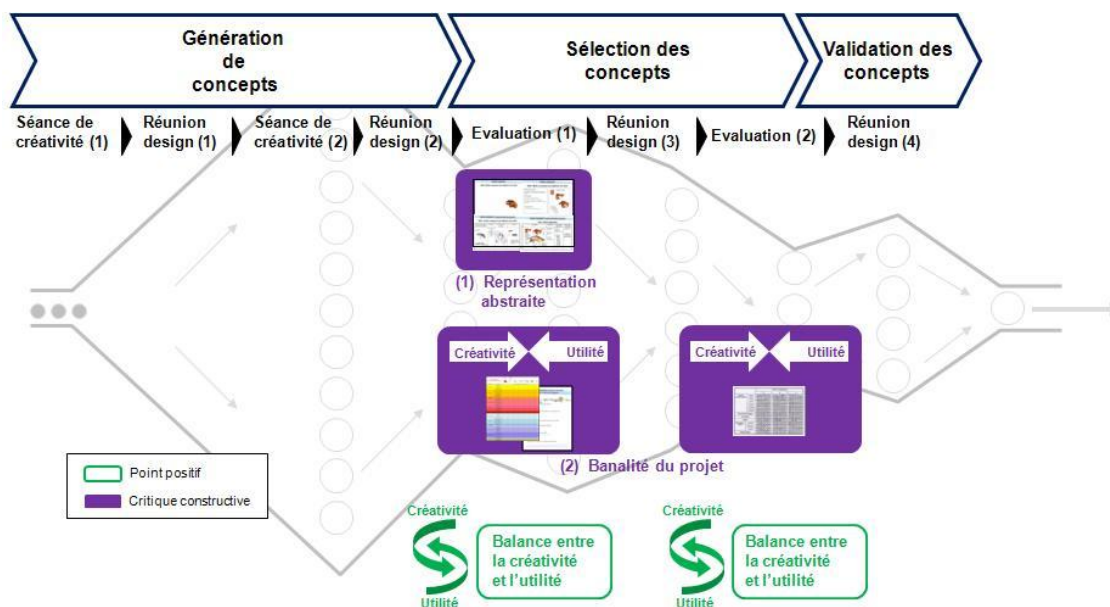 Génération
de
concepts
Sélection des
concepts
Validation des
concepts
Séance de
créativité (1)
Réunion
design (1)
Séance de
créativité (2)
Réunion
design (2)
Evaluation (1)
Réunion
design (3)
Evaluation (2)
Réunion
design (4)
(1) Représentation
abstraite
Créativité
Utilité
Créativité
Utilité
(2) Banalité du projet
Point positif
Critique constructive
Créativité
Utilité
Balance entre
la créativité
et l'utilité
Créativité
Utilité
Balance entre
la créativité
et l'utilité